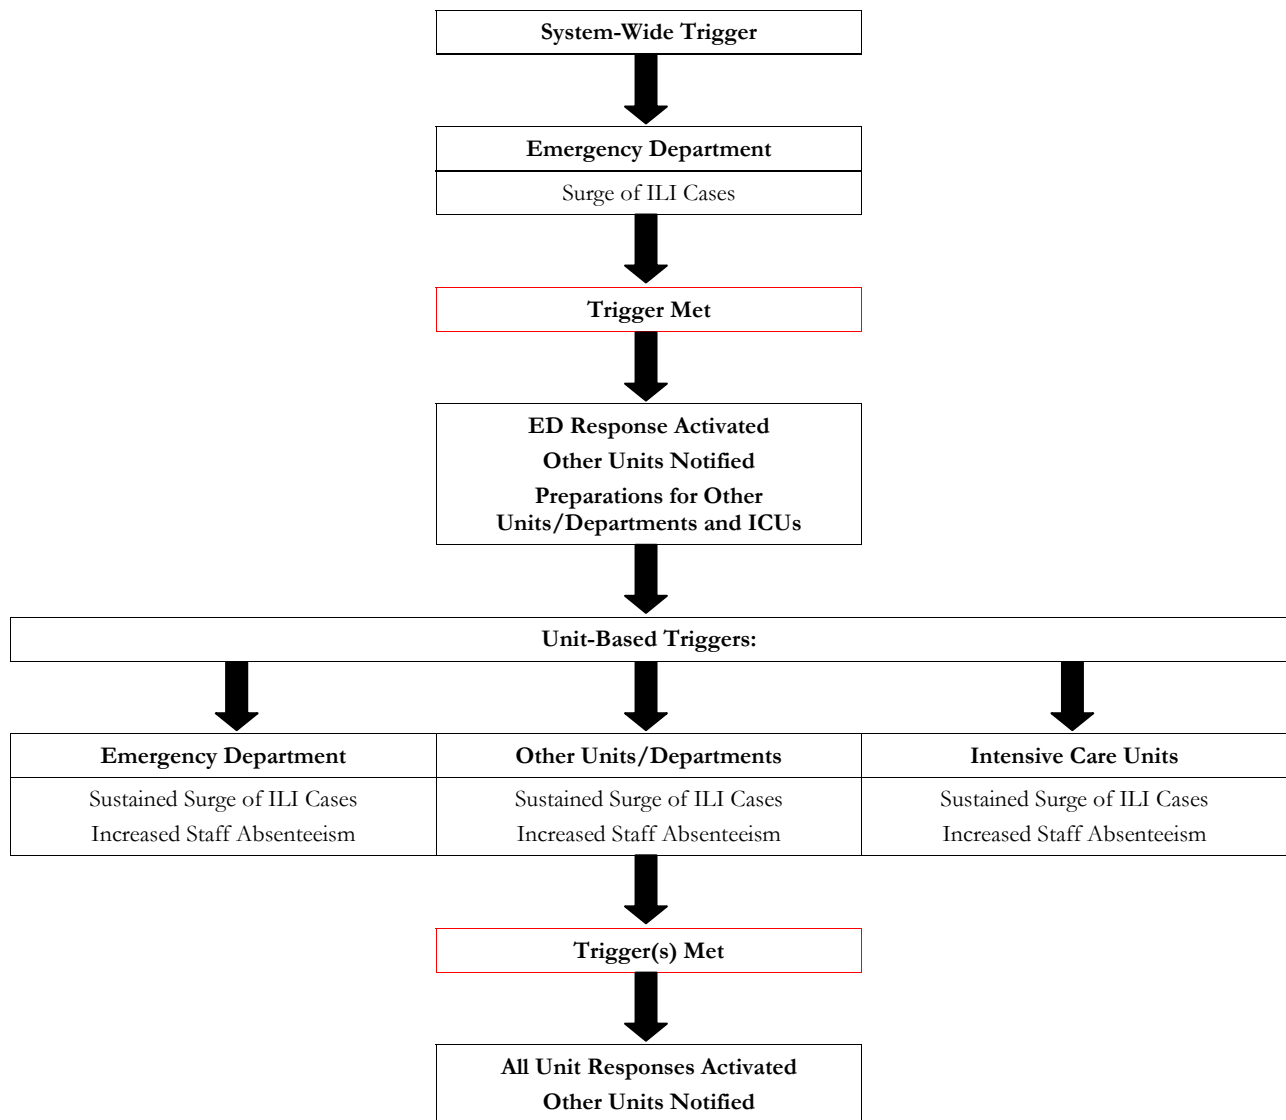 System-Wide Trigger
Emergency Department
Surge of ILI Cases
Trigger Met
ED Response Activated
Other Units Notified
Preparations for Other
Units/Departments and ICUs
Unit-Based Triggers:
Emergency Department
Sustained Surge of ILI Cases
Increased Staff Absenteeism
Other Units/Departments
Sustained Surge of ILI Cases
Increased Staff Absenteeism
Intensive Care Units
Sustained Surge of ILI Cases
Increased Staff Absenteeism
Trigger(s) Met
All Unit Responses Activated
Other Units Notified